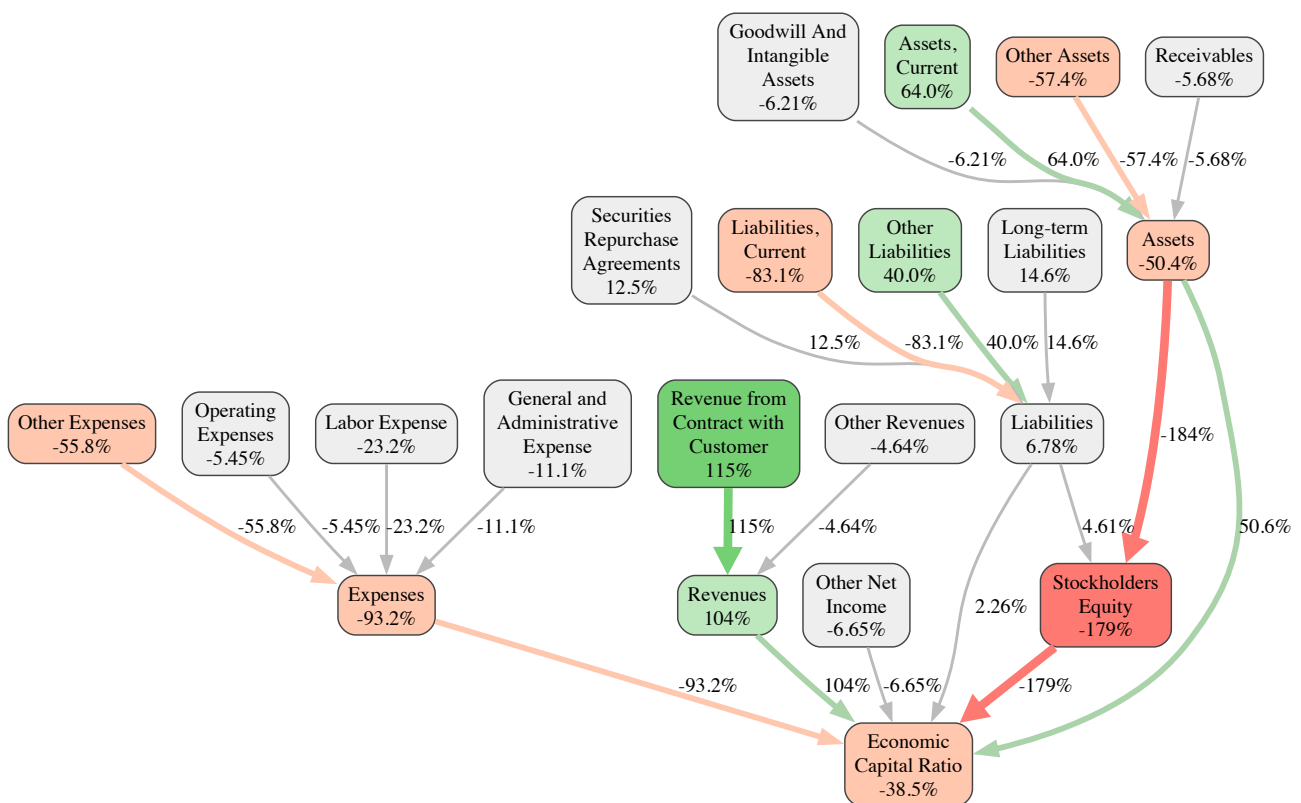 Goodwill And
Intangible
Assets
-6.21%
Assets,
Current
64.0%
Other Assets
-57.4%
Receivables
-5.68%
-6.21%
64.0%
-57.4%
-5.68%
Securities
Repurchase
Agreements
12.5%
Liabilities,
Current
-83.1%
Other
Liabilities
40.0%
Long-term
Liabilities
14.6%
Assets
-50.4%
12.5%
-83.1%
40.0%
14.6%
Other Expenses
-55.8%
Operating
Expenses
-5.45%
Labor Expense
-23.2%
General and
Administrative
Expense
-11.1%
Revenue from
Contract with
Customer
115%
Other Revenues
-4.64%
Liabilities
6.78%
-184%
-55.8%
-5.45%
-23.2%
-11.1%
115%
-4.64%
4.61%
50.6%
Expenses
-93.2%
Revenues
104%
Other Net
Income
-6.65%
2.26%
Stockholders
Equity
-179%
-93.2%
104%
-6.65%
-179%
Economic
Capital Ratio
-38.5%